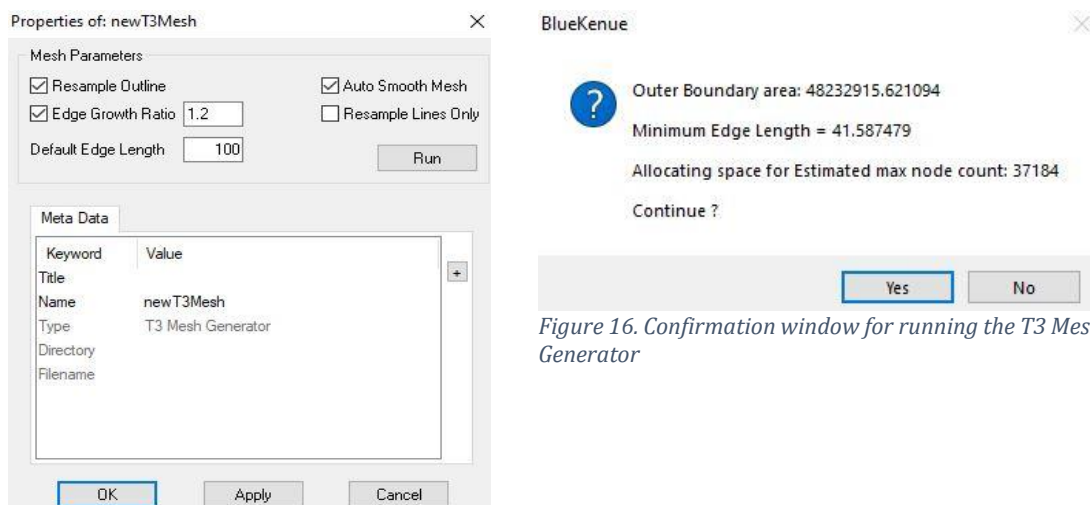 Properties of: newT3Mesh
Mesh Parameters
Resample Outline
Auto Smooth Mesh
Edge Growth Ratio 1.2
Resample Lines Only
Default Edge Length 100
Run
Meta Data
Keyword Value
+
Title
Name newT3Mesh
Type T3 Mesh Generator
Directory
Filename
OK Apply Cancel
BlueKenue
?
Outer Boundary area: 48232915.621094
Minimum Edge Length = 41.587479
Allocating space for Estimated max node count: 37184
Continue ?
Yes No
Figure 16. Confirmation window for running the T3 Mes
Generator